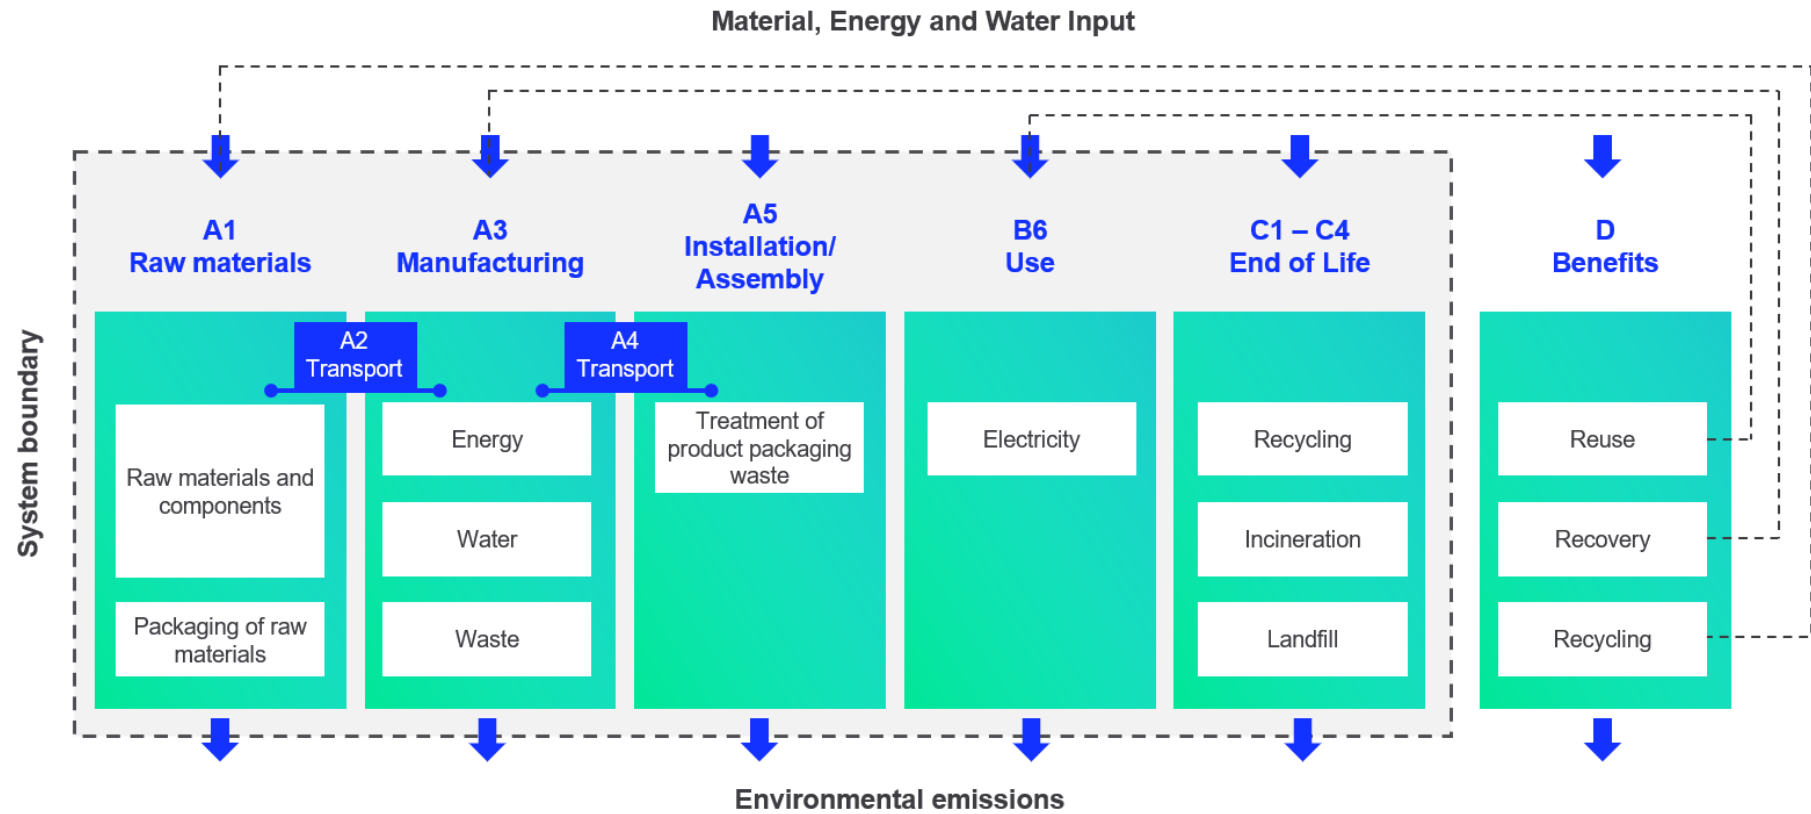 Material, Energy and Water Input
System boundary
A1
Raw materials
A3
Manufacturing
A5
Installation/
Assembly
B6
Use
C1 – C4
End of Life
D
Benefits
A2
Transport
A4
Transport
Raw materials and
components
Packaging of raw
materials
Energy
Water
Waste
Treatment of
product packaging
waste
Electricity
Recycling
Incineration
Landfill
Reuse
Recovery
Recycling
Environmental emissions